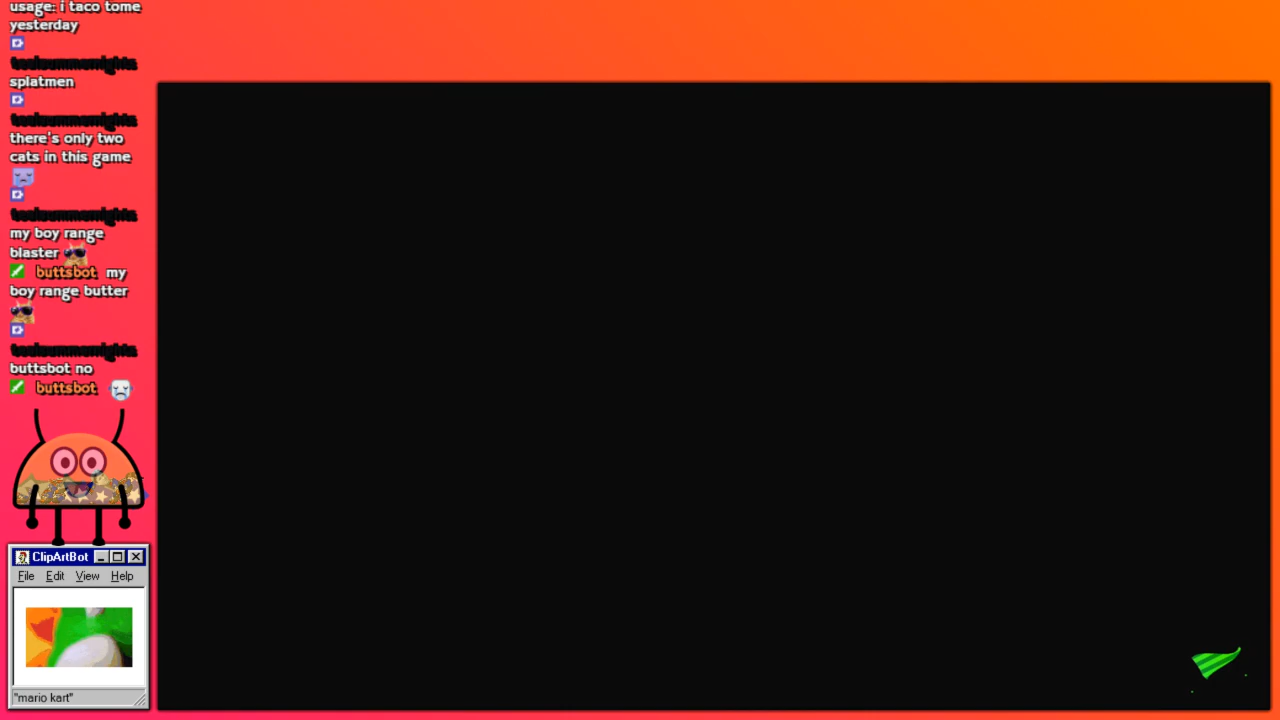 usage: i taco tome
yesterday
splatmen
there's only two
cats in this game
my boy range
blaster
buttsbot my
boy range butter
buttsbot no
buttsbot
ClipArtBot
File Edit View Help
"mario kart"